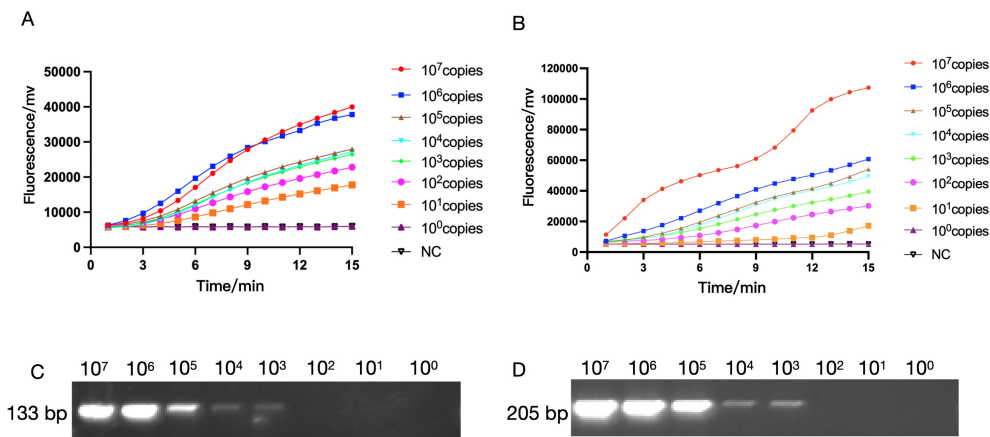 A
Fluorescence/mv
50000
40000
30000
20000
10000
0
0 3 6 9 12 15
Time/min
10⁷copies
10⁶copies
10⁵copies
10⁴copies
10³copies
10²copies
10¹copies
10⁰copies
NC
B
Fluorescence/mv
120000
100000
80000
60000
40000
20000
0
0 3 6 9 12 15
Time/min
10⁷copies
10⁶copies
10⁵copies
10⁴copies
10³copies
10²copies
10¹copies
10⁰copies
NC
C
10⁷ 10⁶ 10⁵ 10⁴ 10³ 10² 10¹ 10⁰
133 bp
D
10⁷ 10⁶ 10⁵ 10⁴ 10³ 10² 10¹ 10⁰
205 bp